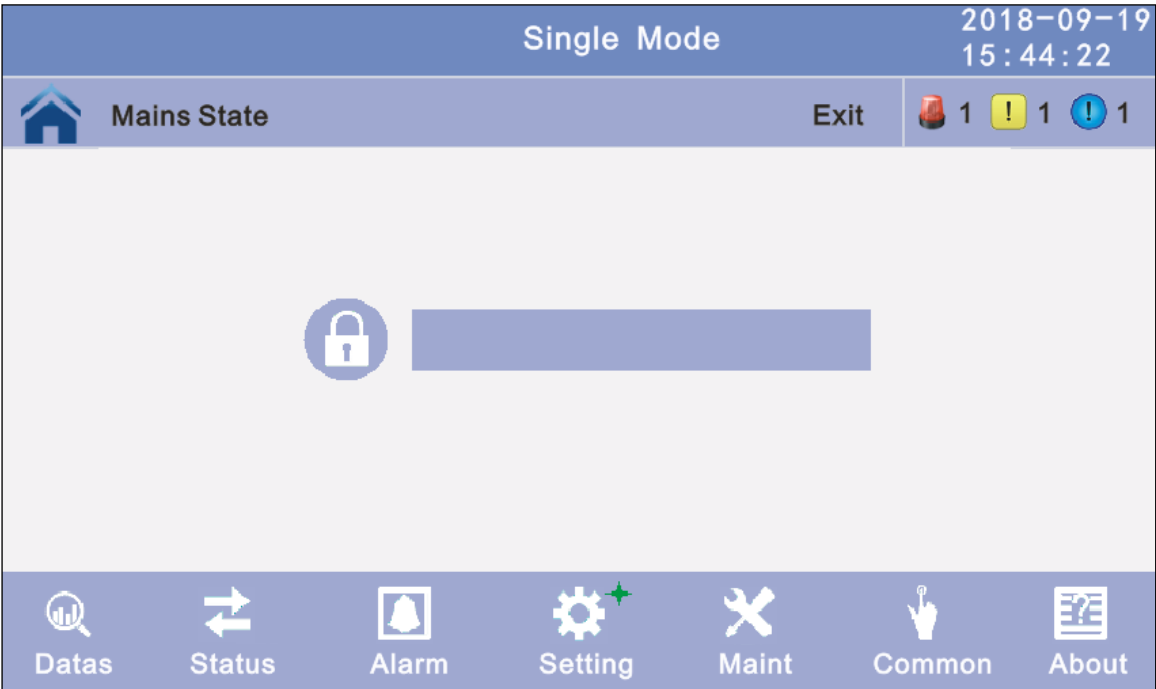 Single Mode
2018-09-19
15:44:22
Mains State
Exit
1 ! 1 ! 1
Datas
Status
Alarm
Setting
Maint
Common
?
About